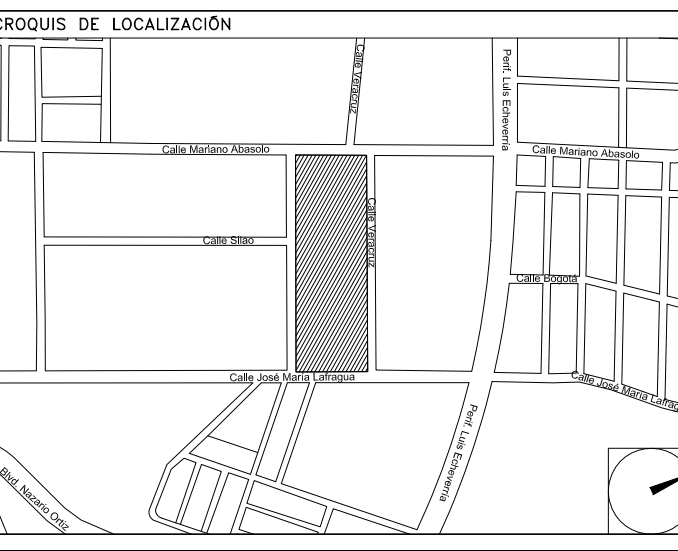 CROQUIS DE LOCALIZACIÓN
Calle Veracruz
Perif. Luis Echeverría
Calle Mariano Abasolo
Calle Mariano Abasolo
Calle Veracruz
Calle Silao
Calle Bogotá
Calle José María Lafragua
Calle José María Lafrag
Perif. Luis Echeverría
Blvd. Nazario Ortiz